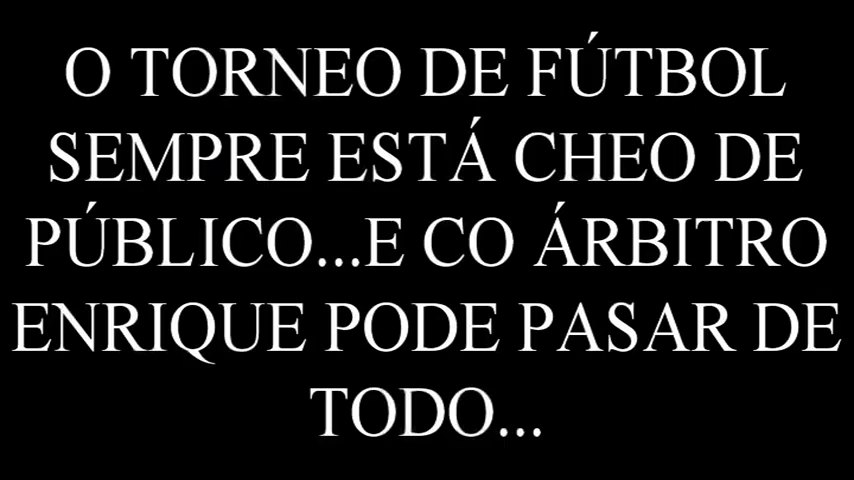 O TORNEO DE FÚTBOL
SEMPRE ESTÁ CHEO DE
PÚBLICO...E CO ÁRBITRO
ENRIQUE PODE PASAR DE
TODO...